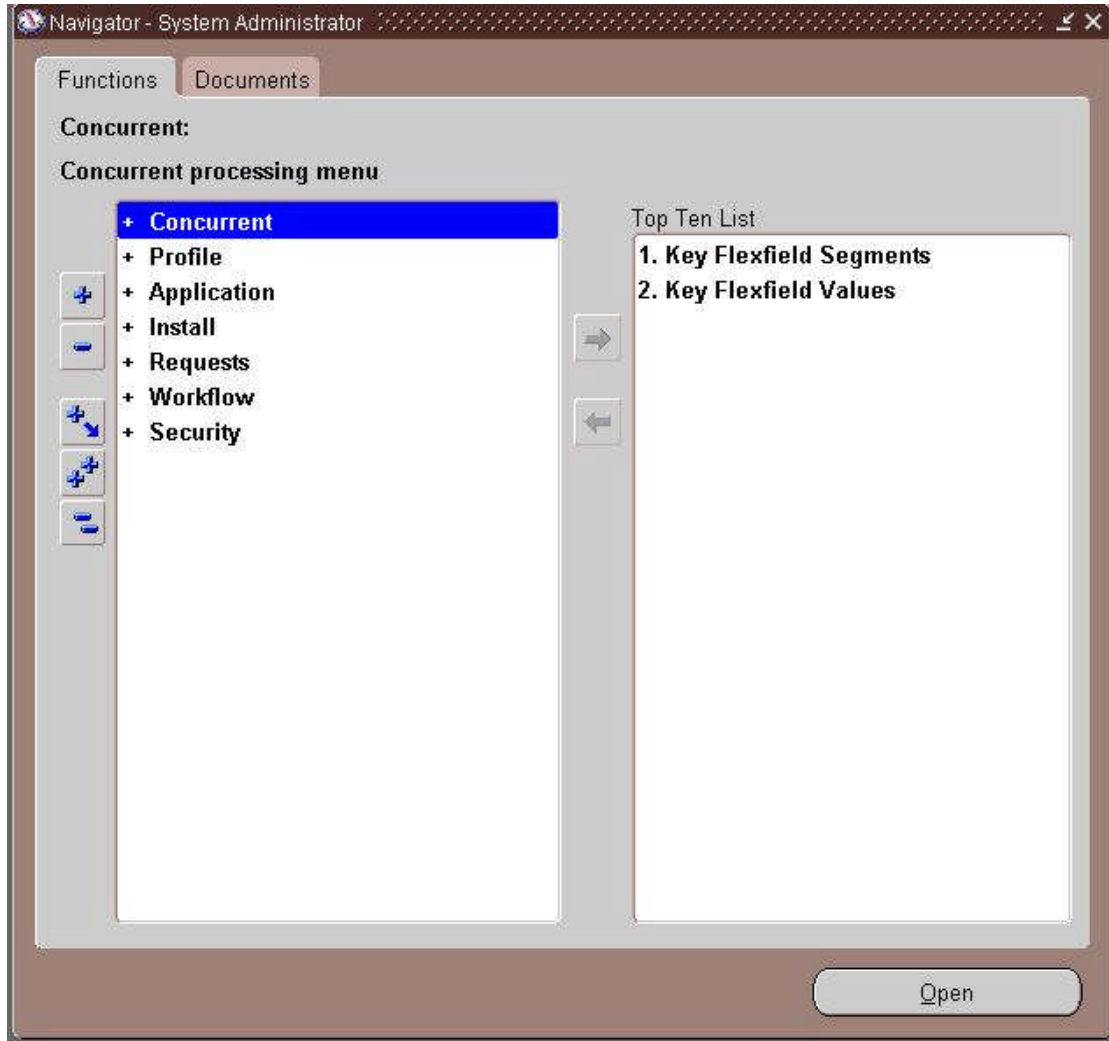 Navigator - System Administrator
Functions
Documents
Concurrent:
Concurrent processing menu
+ Concurrent
+ Profile
+ Application
+ Install
+ Requests
+ Workflow
+ Security
Top Ten List
1. Key Flexfield Segments
2. Key Flexfield Values
Open